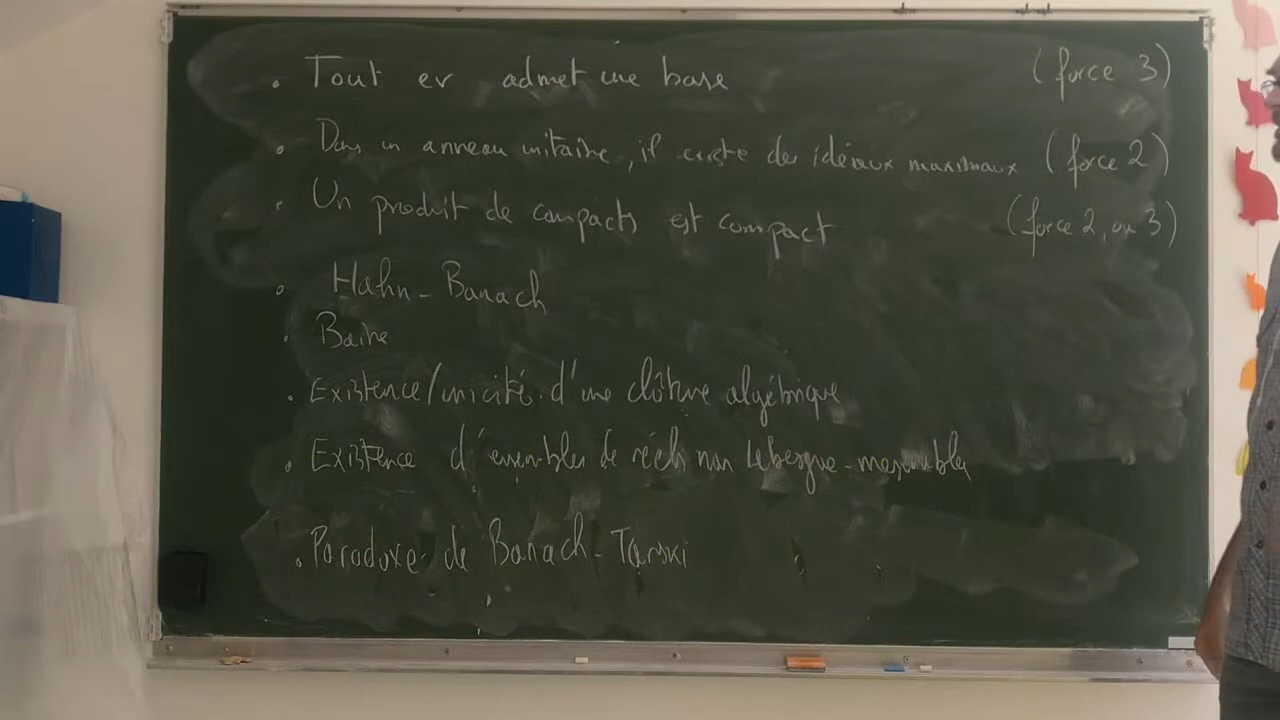 . Tout ev admet une base (force 3)
. Dans un anneau unitaire, il existe des idéaux maximaux (force 2)
. Un produit de compacts est compact (force 2, ou 3)
. Hahn-Banach
. Baire
. Existence/unicité d'une clôture algébrique
. Existence d'ensembles de réels non Lebesgue-mesurables
. Paradoxe de Banach-Tarski